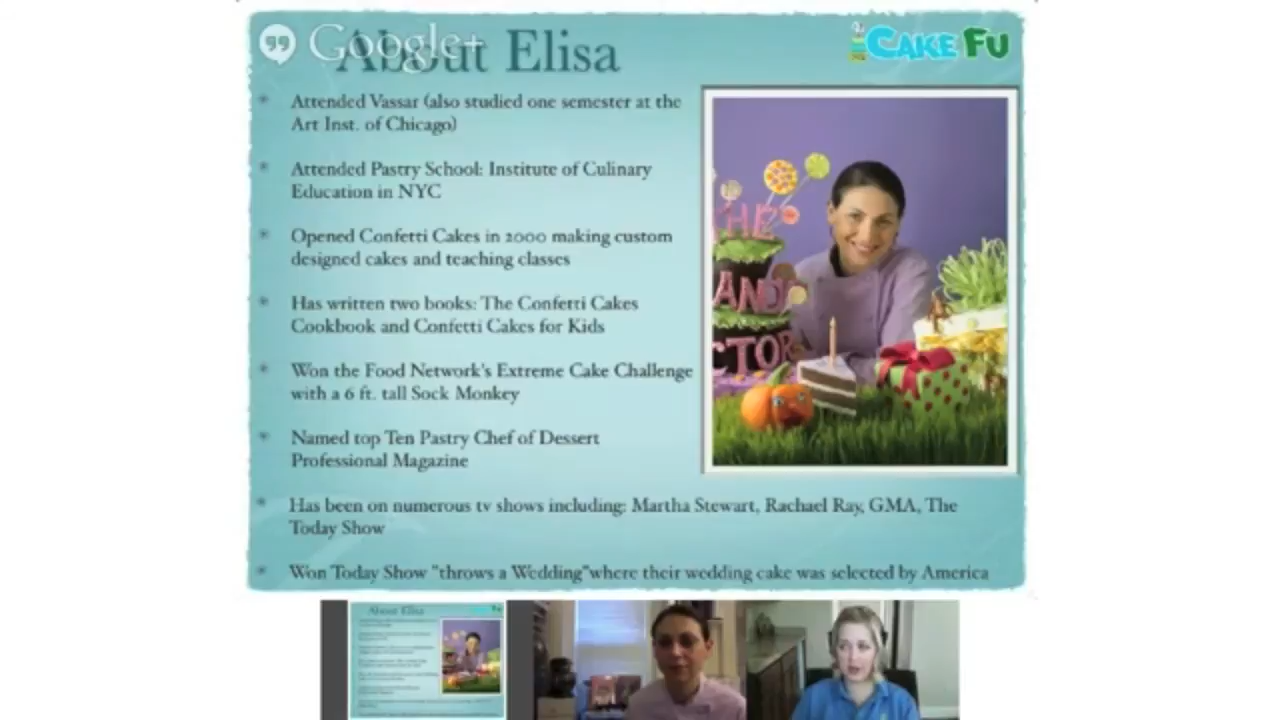 Google+
About Elisa
CAKE FU
Attended Vassar (also studied one semester at the
Art Inst. of Chicago)
Attended Pastry School: Institute of Culinary
Education in NYC
Opened Confetti Cakes in 2000 making custom
designed cakes and teaching classes
Has written two books: The Confetti Cakes
Cookbook and Confetti Cakes for Kids
Won the Food Network's Extreme Cake Challenge
with a 6 ft. tall Sock Monkey
Named top Ten Pastry Chef of Dessert
Professional Magazine
Has been on numerous tv shows including: Martha Stewart, Rachael Ray, GMA, The
Today Show
Won Today Show "throws a Wedding"where their wedding cake was selected by America
THE
AND
CTOR
About Elisa